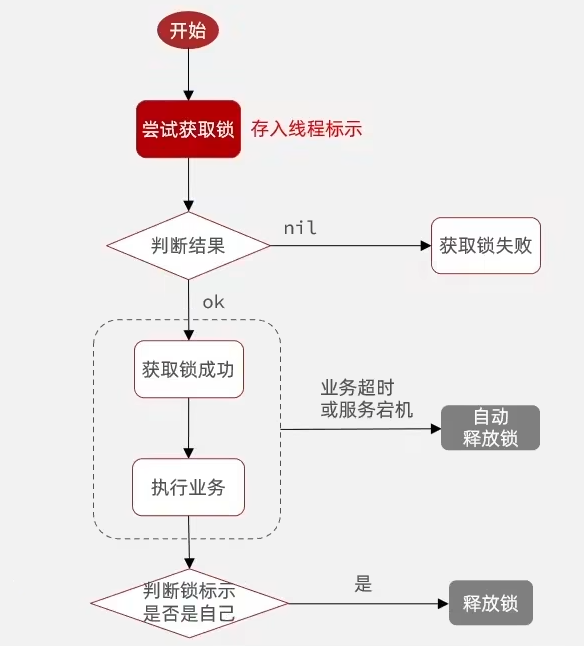 开始
尝试获取锁
存入线程标示
判断结果
nil
获取锁失败
ok
获取锁成功
业务超时
或服务宕机
自动
释放锁
执行业务
判断锁标示
是否是自己
是
释放锁